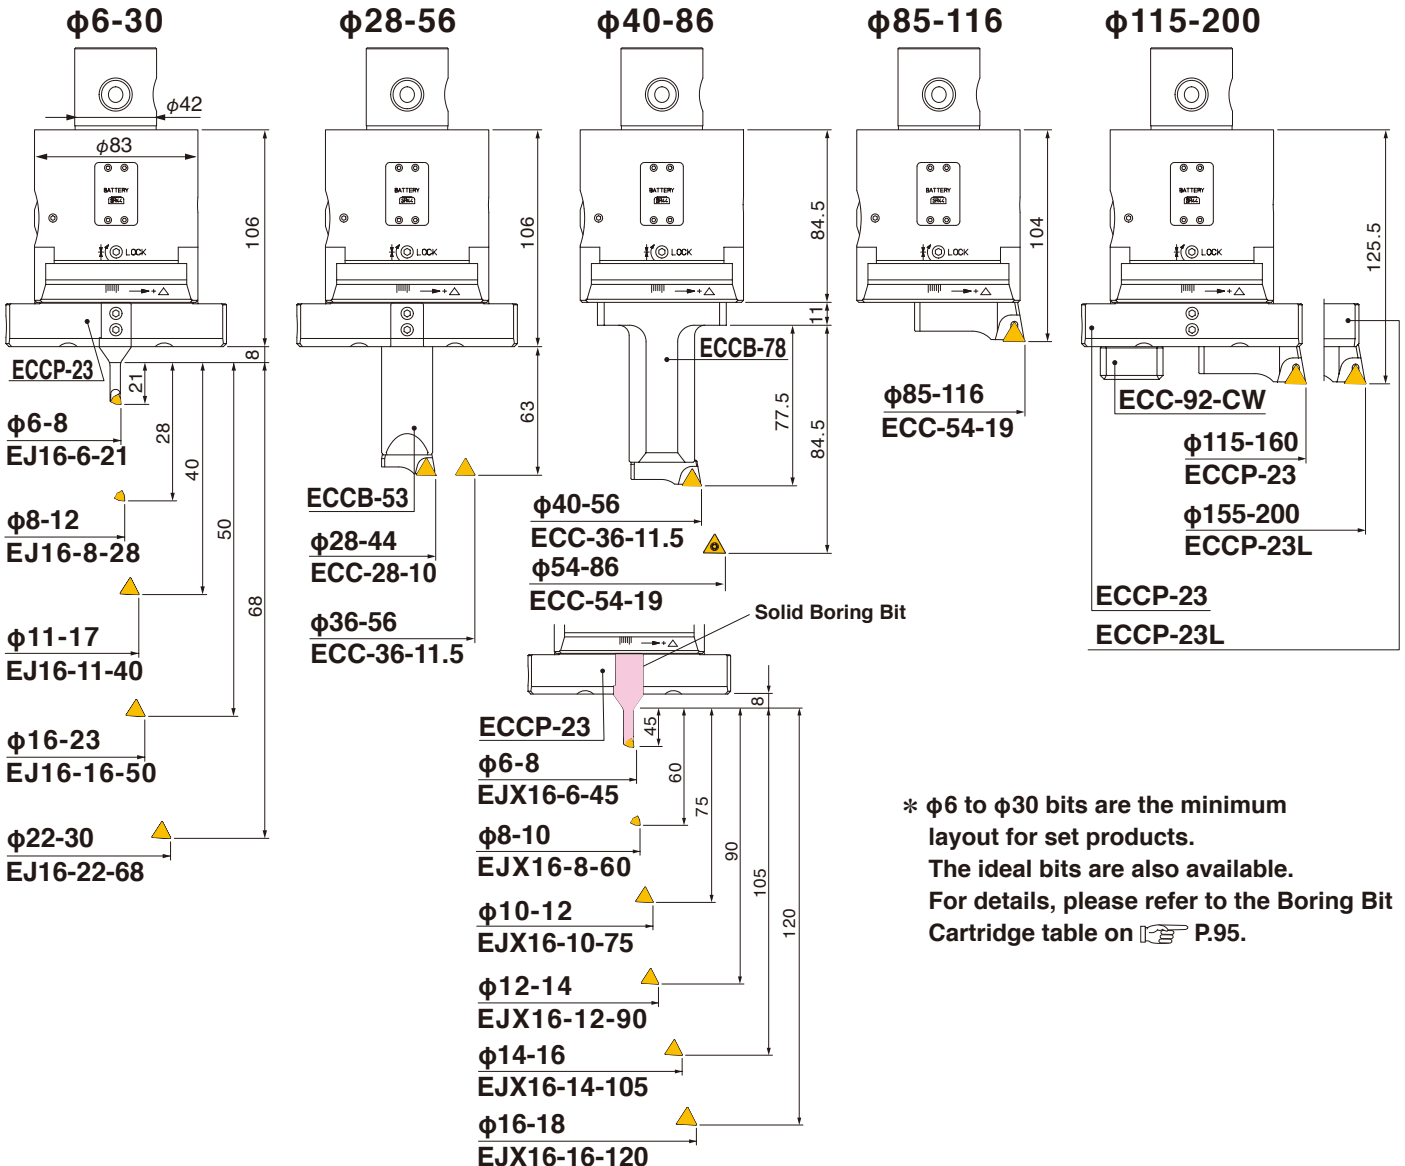 φ6-30
φ28-56
φ40-86
φ85-116
φ115-200
φ42
φ83
BATTERY
LOCK
+
106
8
ECCP-23
21
28
40
50
68
φ6-8
EJ16-6-21
φ8-12
EJ16-8-28
φ11-17
EJ16-11-40
φ16-23
EJ16-16-50
φ22-30
EJ16-22-68
BATTERY
LOCK
+
106
63
ECCB-53
φ28-44
ECC-28-10
φ36-56
ECC-36-11.5
BATTERY
LOCK
+
84.5
11
ECCB-78
77.5
84.5
φ40-56
ECC-36-11.5
φ54-86
ECC-54-19
Solid Boring Bit
+
8
ECCP-23
45
60
75
90
105
120
φ6-8
EJX16-6-45
φ8-10
EJX16-8-60
φ10-12
EJX16-10-75
φ12-14
EJX16-12-90
φ14-16
EJX16-14-105
φ16-18
EJX16-16-120
BATTERY
LOCK
+
104
φ85-116
ECC-54-19
BATTERY
LOCK
+
125.5
ECC-92-CW
φ115-160
ECCP-23
φ155-200
ECCP-23L
ECCP-23
ECCP-23L
* φ6 to φ30 bits are the minimum
layout for set products.
The ideal bits are also available.
For details, please refer to the Boring Bit
Cartridge table on P.95.